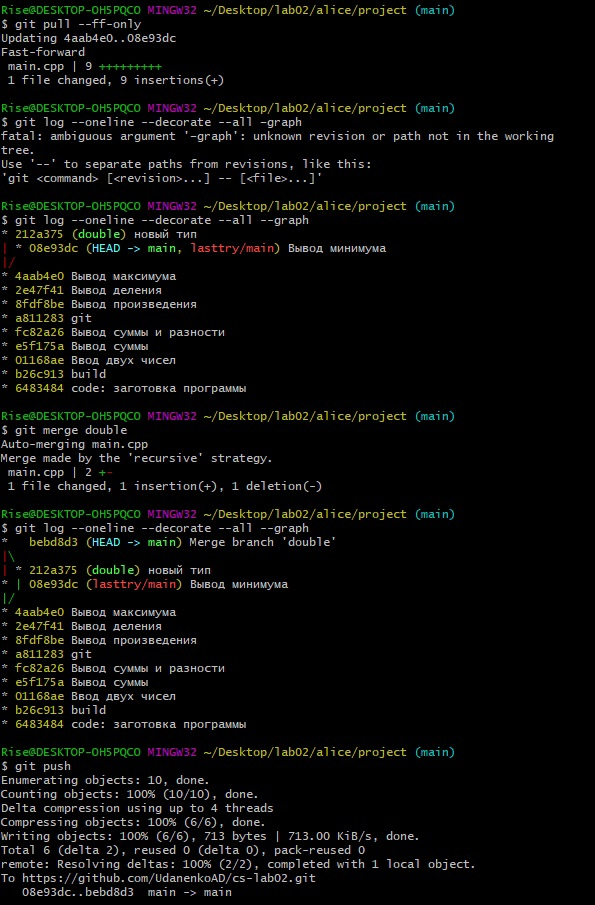 Rise@DESKTOP-OH5PQCO MINGW32 ~/Desktop/lab02/alice/project (main)
$ git pull --ff-only
Updating 4aab4e0..08e93dc
Fast-forward
 main.cpp | 9 +++++++++
 1 file changed, 9 insertions(+)

Rise@DESKTOP-OH5PQCO MINGW32 ~/Desktop/lab02/alice/project (main)
$ git log --oneline --decorate --all -graph
fatal: ambiguous argument '-graph': unknown revision or path not in the working
tree.
Use '--' to separate paths from revisions, like this:
'git <command> [<revision>...] -- [<file>...]'

Rise@DESKTOP-OH5PQCO MINGW32 ~/Desktop/lab02/alice/project (main)
$ git log --oneline --decorate --all --graph
* 212a375 (double) новый тип
| * 08e93dc (HEAD -> main, lasttry/main) Вывод минимума
|/
* 4aab4e0 Вывод максимума
* 2e47f41 Вывод деления
* 8fdf8be Вывод произведения
* a811283 git
* fc82a26 Вывод суммы и разности
* e5f175a Вывод суммы
* 01168ae Ввод двух чисел
* b26c913 build
* 6483484 code: заготовка программы

Rise@DESKTOP-OH5PQCO MINGW32 ~/Desktop/lab02/alice/project (main)
$ git merge double
Auto-merging main.cpp
Merge made by the 'recursive' strategy.
 main.cpp | 2 +-
 1 file changed, 1 insertion(+), 1 deletion(-)

Rise@DESKTOP-OH5PQCO MINGW32 ~/Desktop/lab02/alice/project (main)
$ git log --oneline --decorate --all --graph
*   bebd8d3 (HEAD -> main) Merge branch 'double'
|\
| * 212a375 (double) новый тип
* | 08e93dc (lasttry/main) Вывод минимума
|/
* 4aab4e0 Вывод максимума
* 2e47f41 Вывод деления
* 8fdf8be Вывод произведения
* a811283 git
* fc82a26 Вывод суммы и разности
* e5f175a Вывод суммы
* 01168ae Ввод двух чисел
* b26c913 build
* 6483484 code: заготовка программы

Rise@DESKTOP-OH5PQCO MINGW32 ~/Desktop/lab02/alice/project (main)
$ git push
Enumerating objects: 10, done.
Counting objects: 100% (10/10), done.
Delta compression using up to 4 threads
Compressing objects: 100% (6/6), done.
Writing objects: 100% (6/6), 713 bytes | 713.00 KiB/s, done.
Total 6 (delta 2), reused 0 (delta 0), pack-reused 0
remote: Resolving deltas: 100% (2/2), completed with 1 local object.
To https://github.com/UdanenkoAD/cs-lab02.git
   08e93dc..bebd8d3  main -> main